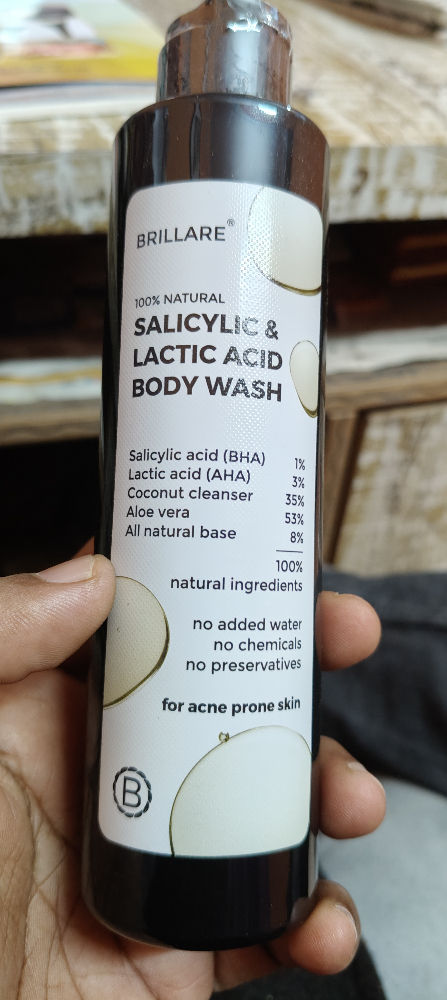 BRILLARE®
100% NATURAL
SALICYLIC &
LACTIC ACID
BODY WASH
Salicylic acid (BHA) 1%
Lactic acid (AHA) 3%
Coconut cleanser 35%
Aloe vera 53%
All natural base 8%
100%
natural ingredients
no added water
no chemicals
no preservatives
for acne prone skin
B